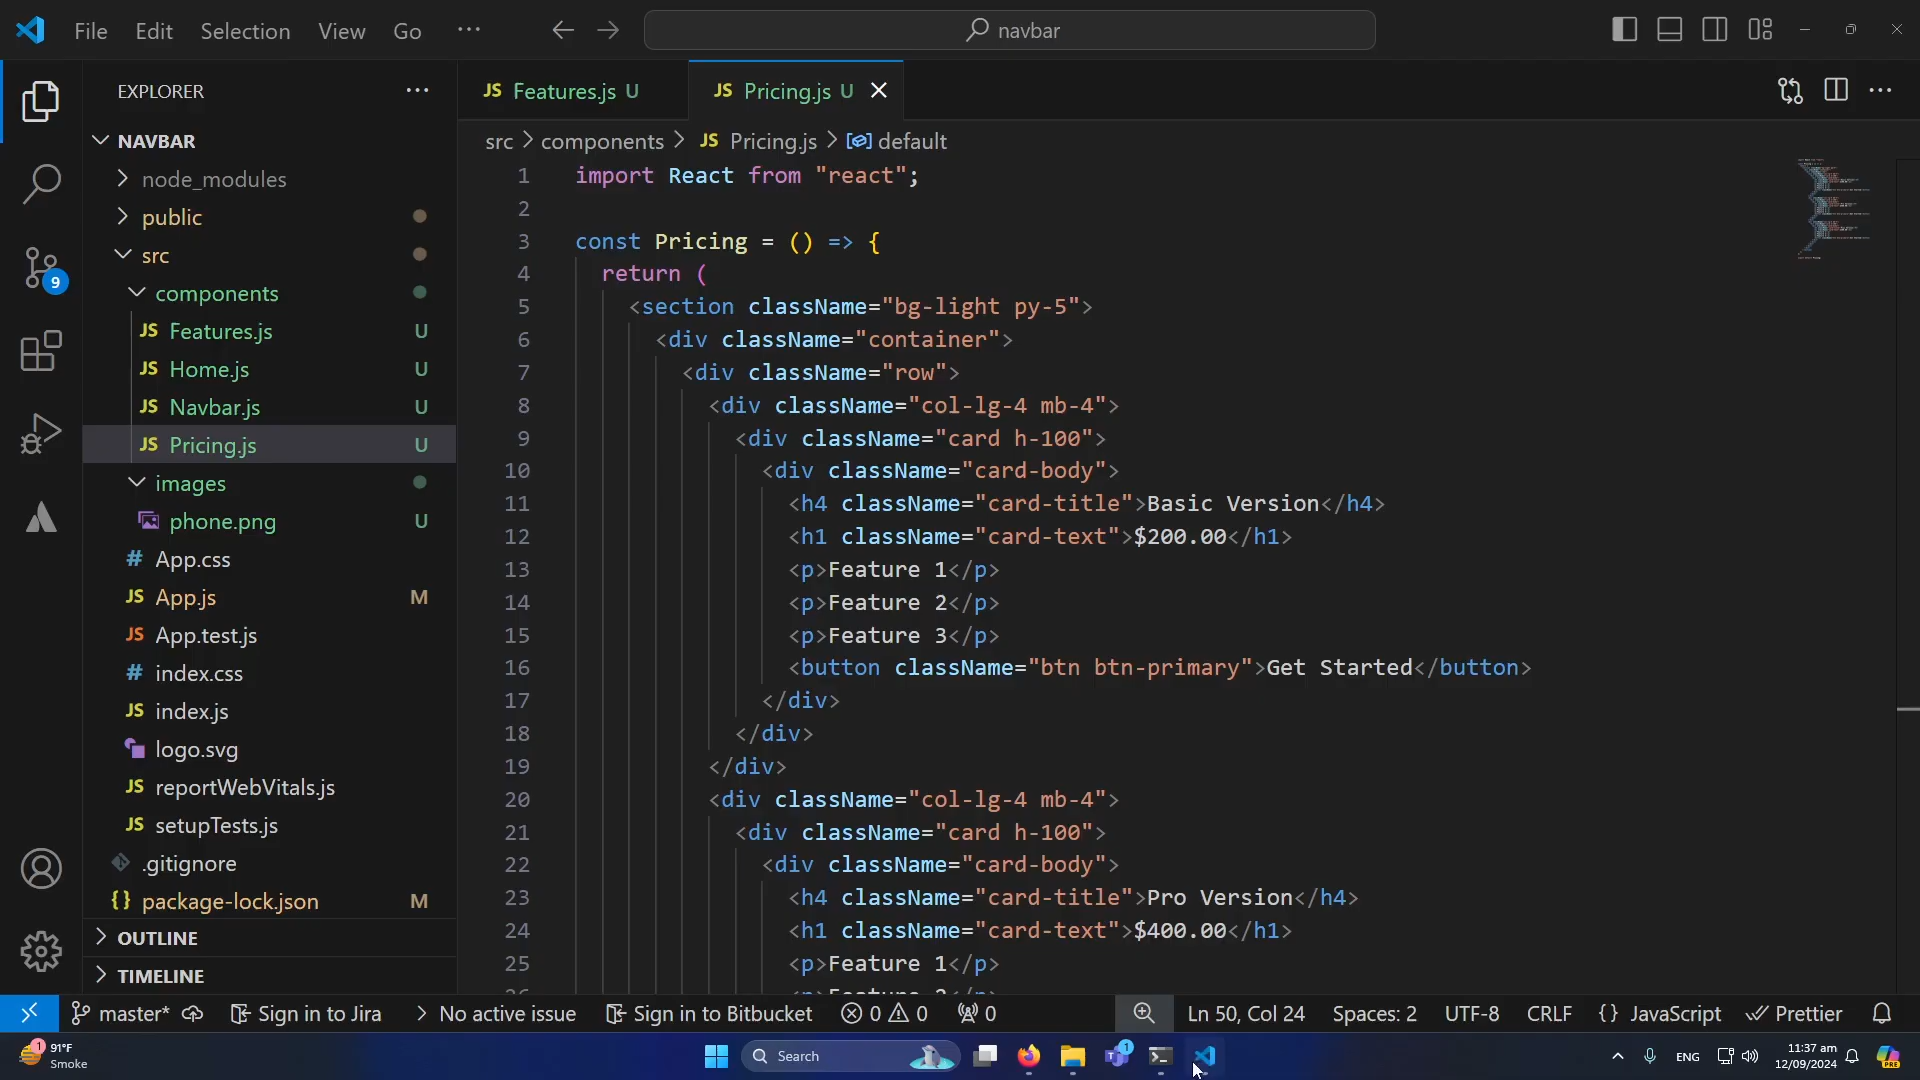 File Edit Selection View Go ··· navbar
EXPLORER ···
NAVBAR
node_modules
public
src
components
JS Features.js U
JS Home.js U
JS Navbar.js U
JS Pricing.js U
images
phone.png U
# App.css
JS App.js M
JS App.test.js
# index.css
JS index.js
logo.svg
JS reportWebVitals.js
JS setupTests.js
.gitignore
{} package-lock.json M
OUTLINE
TIMELINE
9
JS Features.js U JS Pricing.js U
src > components > JS Pricing.js > default
1 import React from "react";
2
3 const Pricing = () => {
4 return (
5 <section className="bg-light py-5">
6 <div className="container">
7 <div className="row">
8 <div className="col-lg-4 mb-4">
9 <div className="card h-100">
10 <div className="card-body">
11 <h4 className="card-title">Basic Version</h4>
12 <h1 className="card-text">$200.00</h1>
13 <p>Feature 1</p>
14 <p>Feature 2</p>
15 <p>Feature 3</p>
16 <button className="btn btn-primary">Get Started</button>
17 </div>
18 </div>
19 </div>
20 <div className="col-lg-4 mb-4">
21 <div className="card h-100">
22 <div className="card-body">
23 <h4 className="card-title">Pro Version</h4>
24 <h1 className="card-text">$400.00</h1>
25 <p>Feature 1</p>
master* Sign in to Jira > No active issue Sign in to Bitbucket 0 0 0 Ln 50, Col 24 Spaces: 2 UTF-8 CRLF {} JavaScript Prettier
1 91°F
Smoke
Search
1
PRE
ENG
11:37 am
12/09/2024